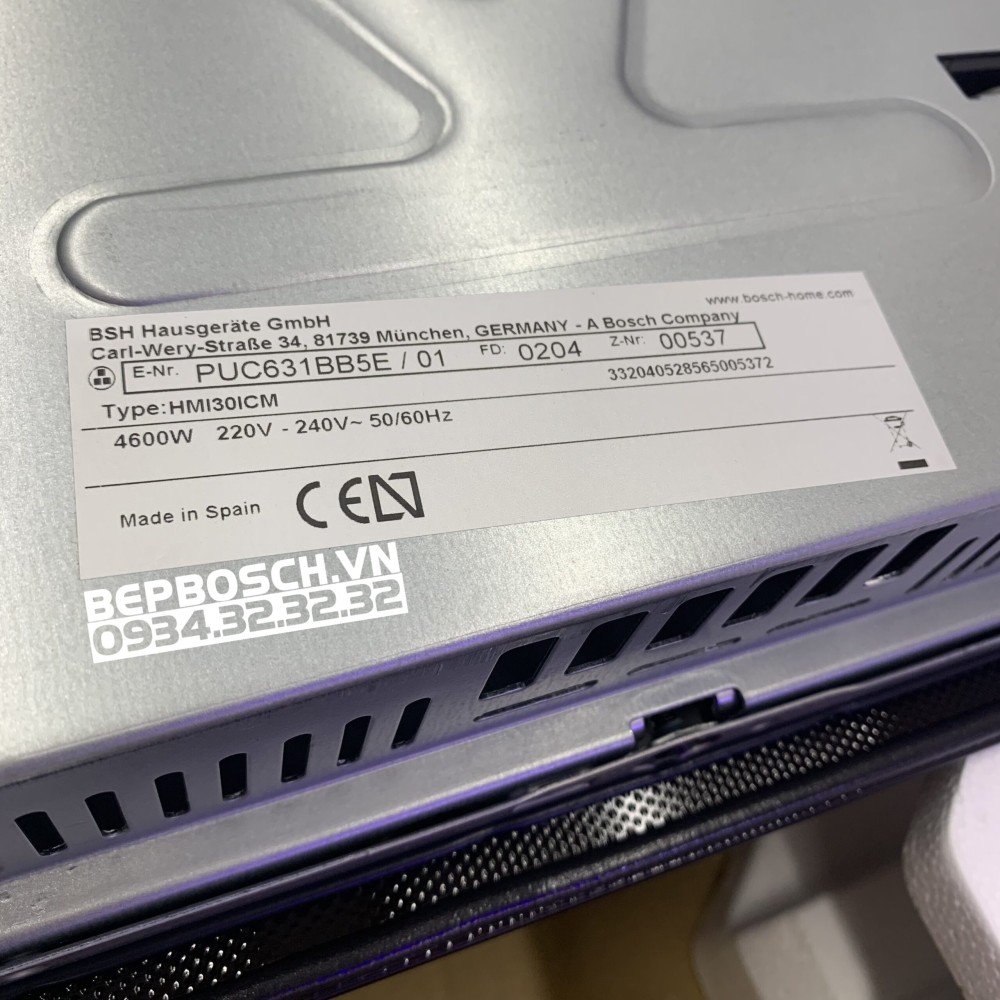 www.bosch-home.com
BSH Hausgeräte GmbH
Carl-Wery-Straße 34, 81739 München, GERMANY - A Bosch Company
E-Nr. PUC631BB5E / 01 FD: 0204 Z-Nr: 00537
332040528565005372
Type:HMI30ICM
4600W 220V - 240V~ 50/60Hz
Made in Spain CE
BEPBOSCH.VN
0934.32.32.32